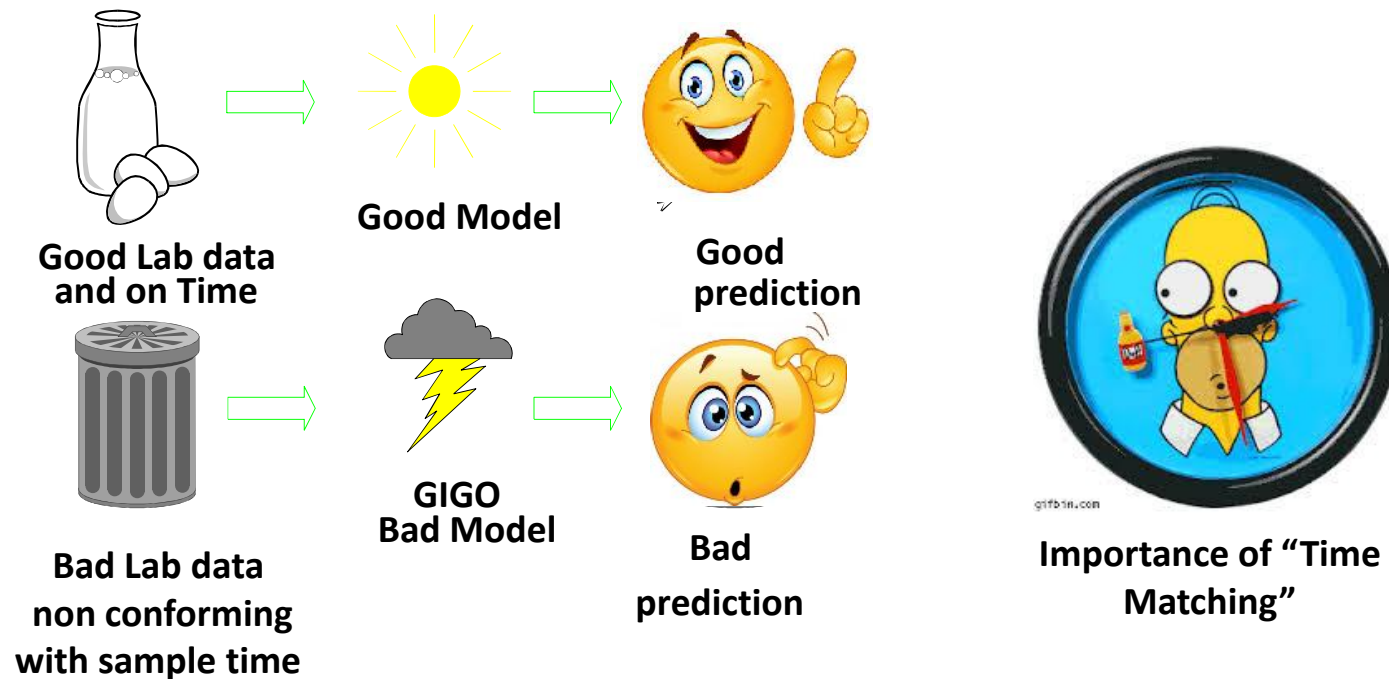 Good Lab data
and on Time
Good Model
Good
prediction
Bad Lab data
non conforming
with sample time
GIGO
Bad Model
Bad
prediction
gifbin.com
Importance of “Time
Matching”